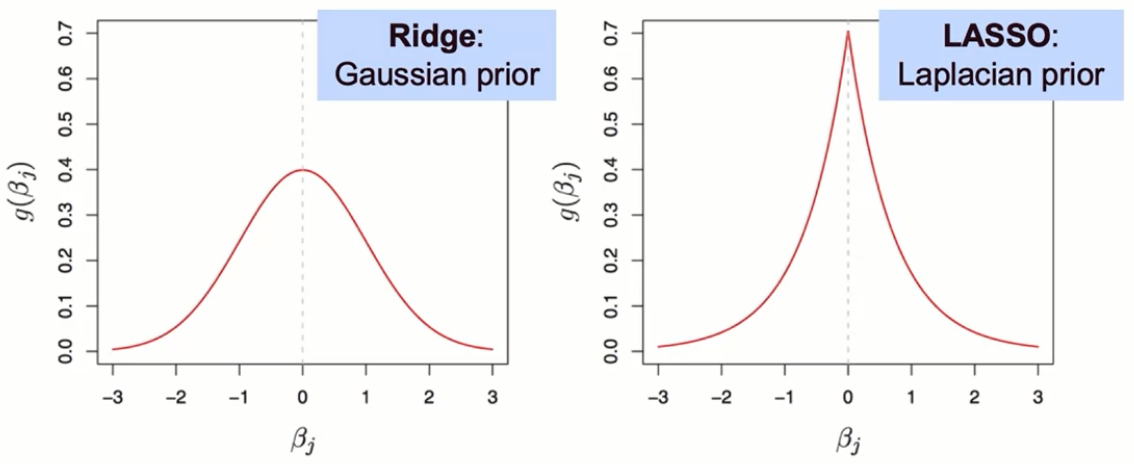 Ridge:
Gaussian prior
g(βj)
0.7
0.6
0.5
0.4
0.3
0.2
0.1
0.0
−3 −2 −1 0 1 2 3
βj
LASSO:
Laplacian prior
g(βj)
0.7
0.6
0.5
0.4
0.3
0.2
0.1
0.0
−3 −2 −1 0 1 2 3
βj